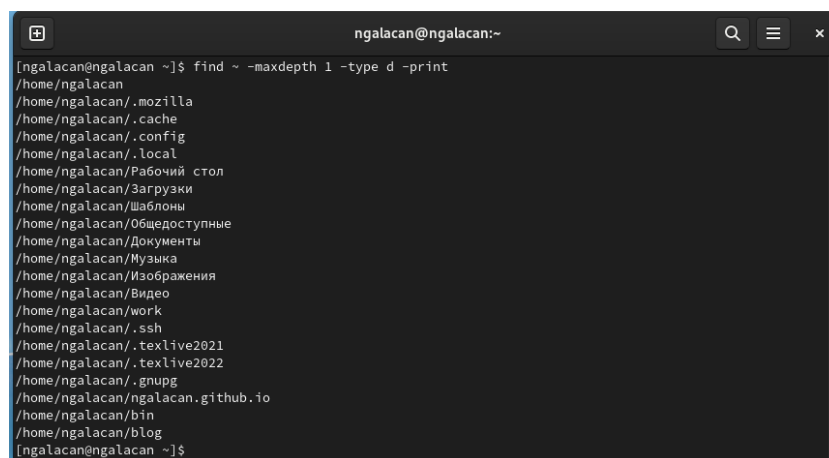 ngalacan@ngalacan:~
[ngalacan@ngalacan ~]$ find ~ -maxdepth 1 -type d -print
/home/ngalacan
/home/ngalacan/.mozilla
/home/ngalacan/.cache
/home/ngalacan/.config
/home/ngalacan/.local
/home/ngalacan/Рабочий стол
/home/ngalacan/Загрузки
/home/ngalacan/Шаблоны
/home/ngalacan/Общедоступные
/home/ngalacan/Документы
/home/ngalacan/Музыка
/home/ngalacan/Изображения
/home/ngalacan/Видео
/home/ngalacan/work
/home/ngalacan/.ssh
/home/ngalacan/.texlive2021
/home/ngalacan/.texlive2022
/home/ngalacan/.gnupg
/home/ngalacan/ngalacan.github.io
/home/ngalacan/bin
/home/ngalacan/blog
[ngalacan@ngalacan ~]$